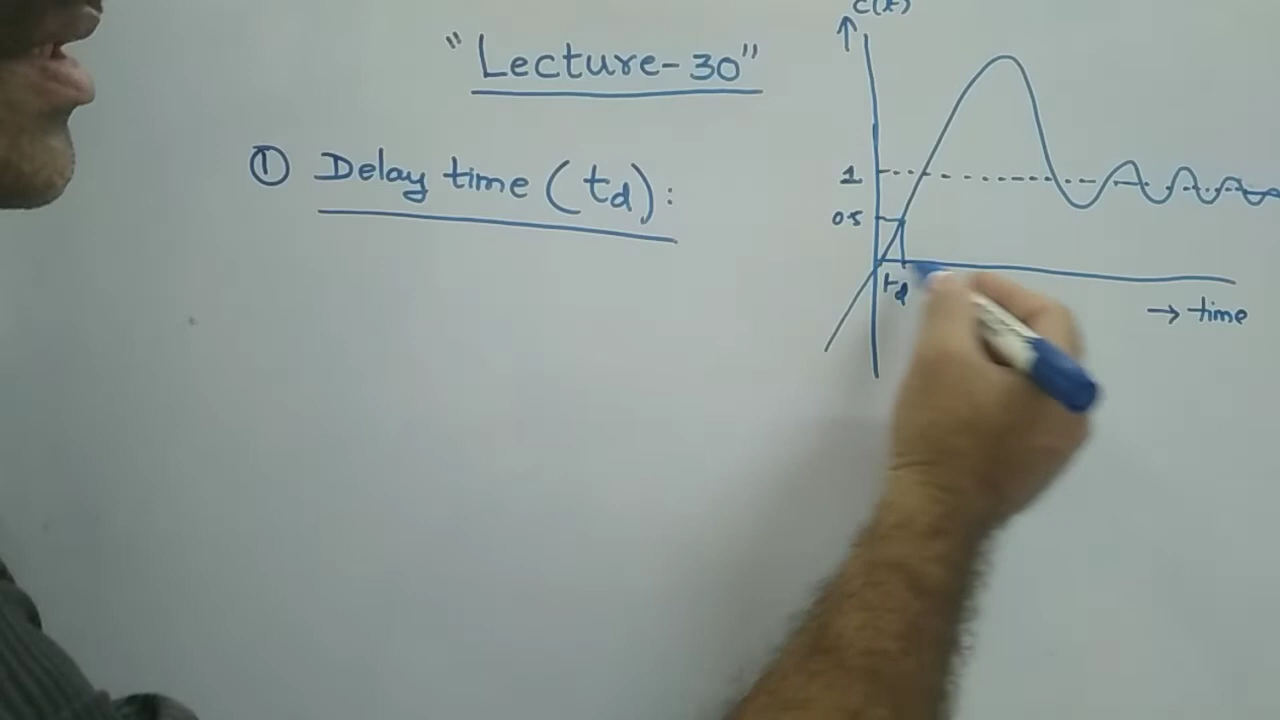 "Lecture-30"
① Delay time (td):
C(t)
↑
1
0.5
td
→ time